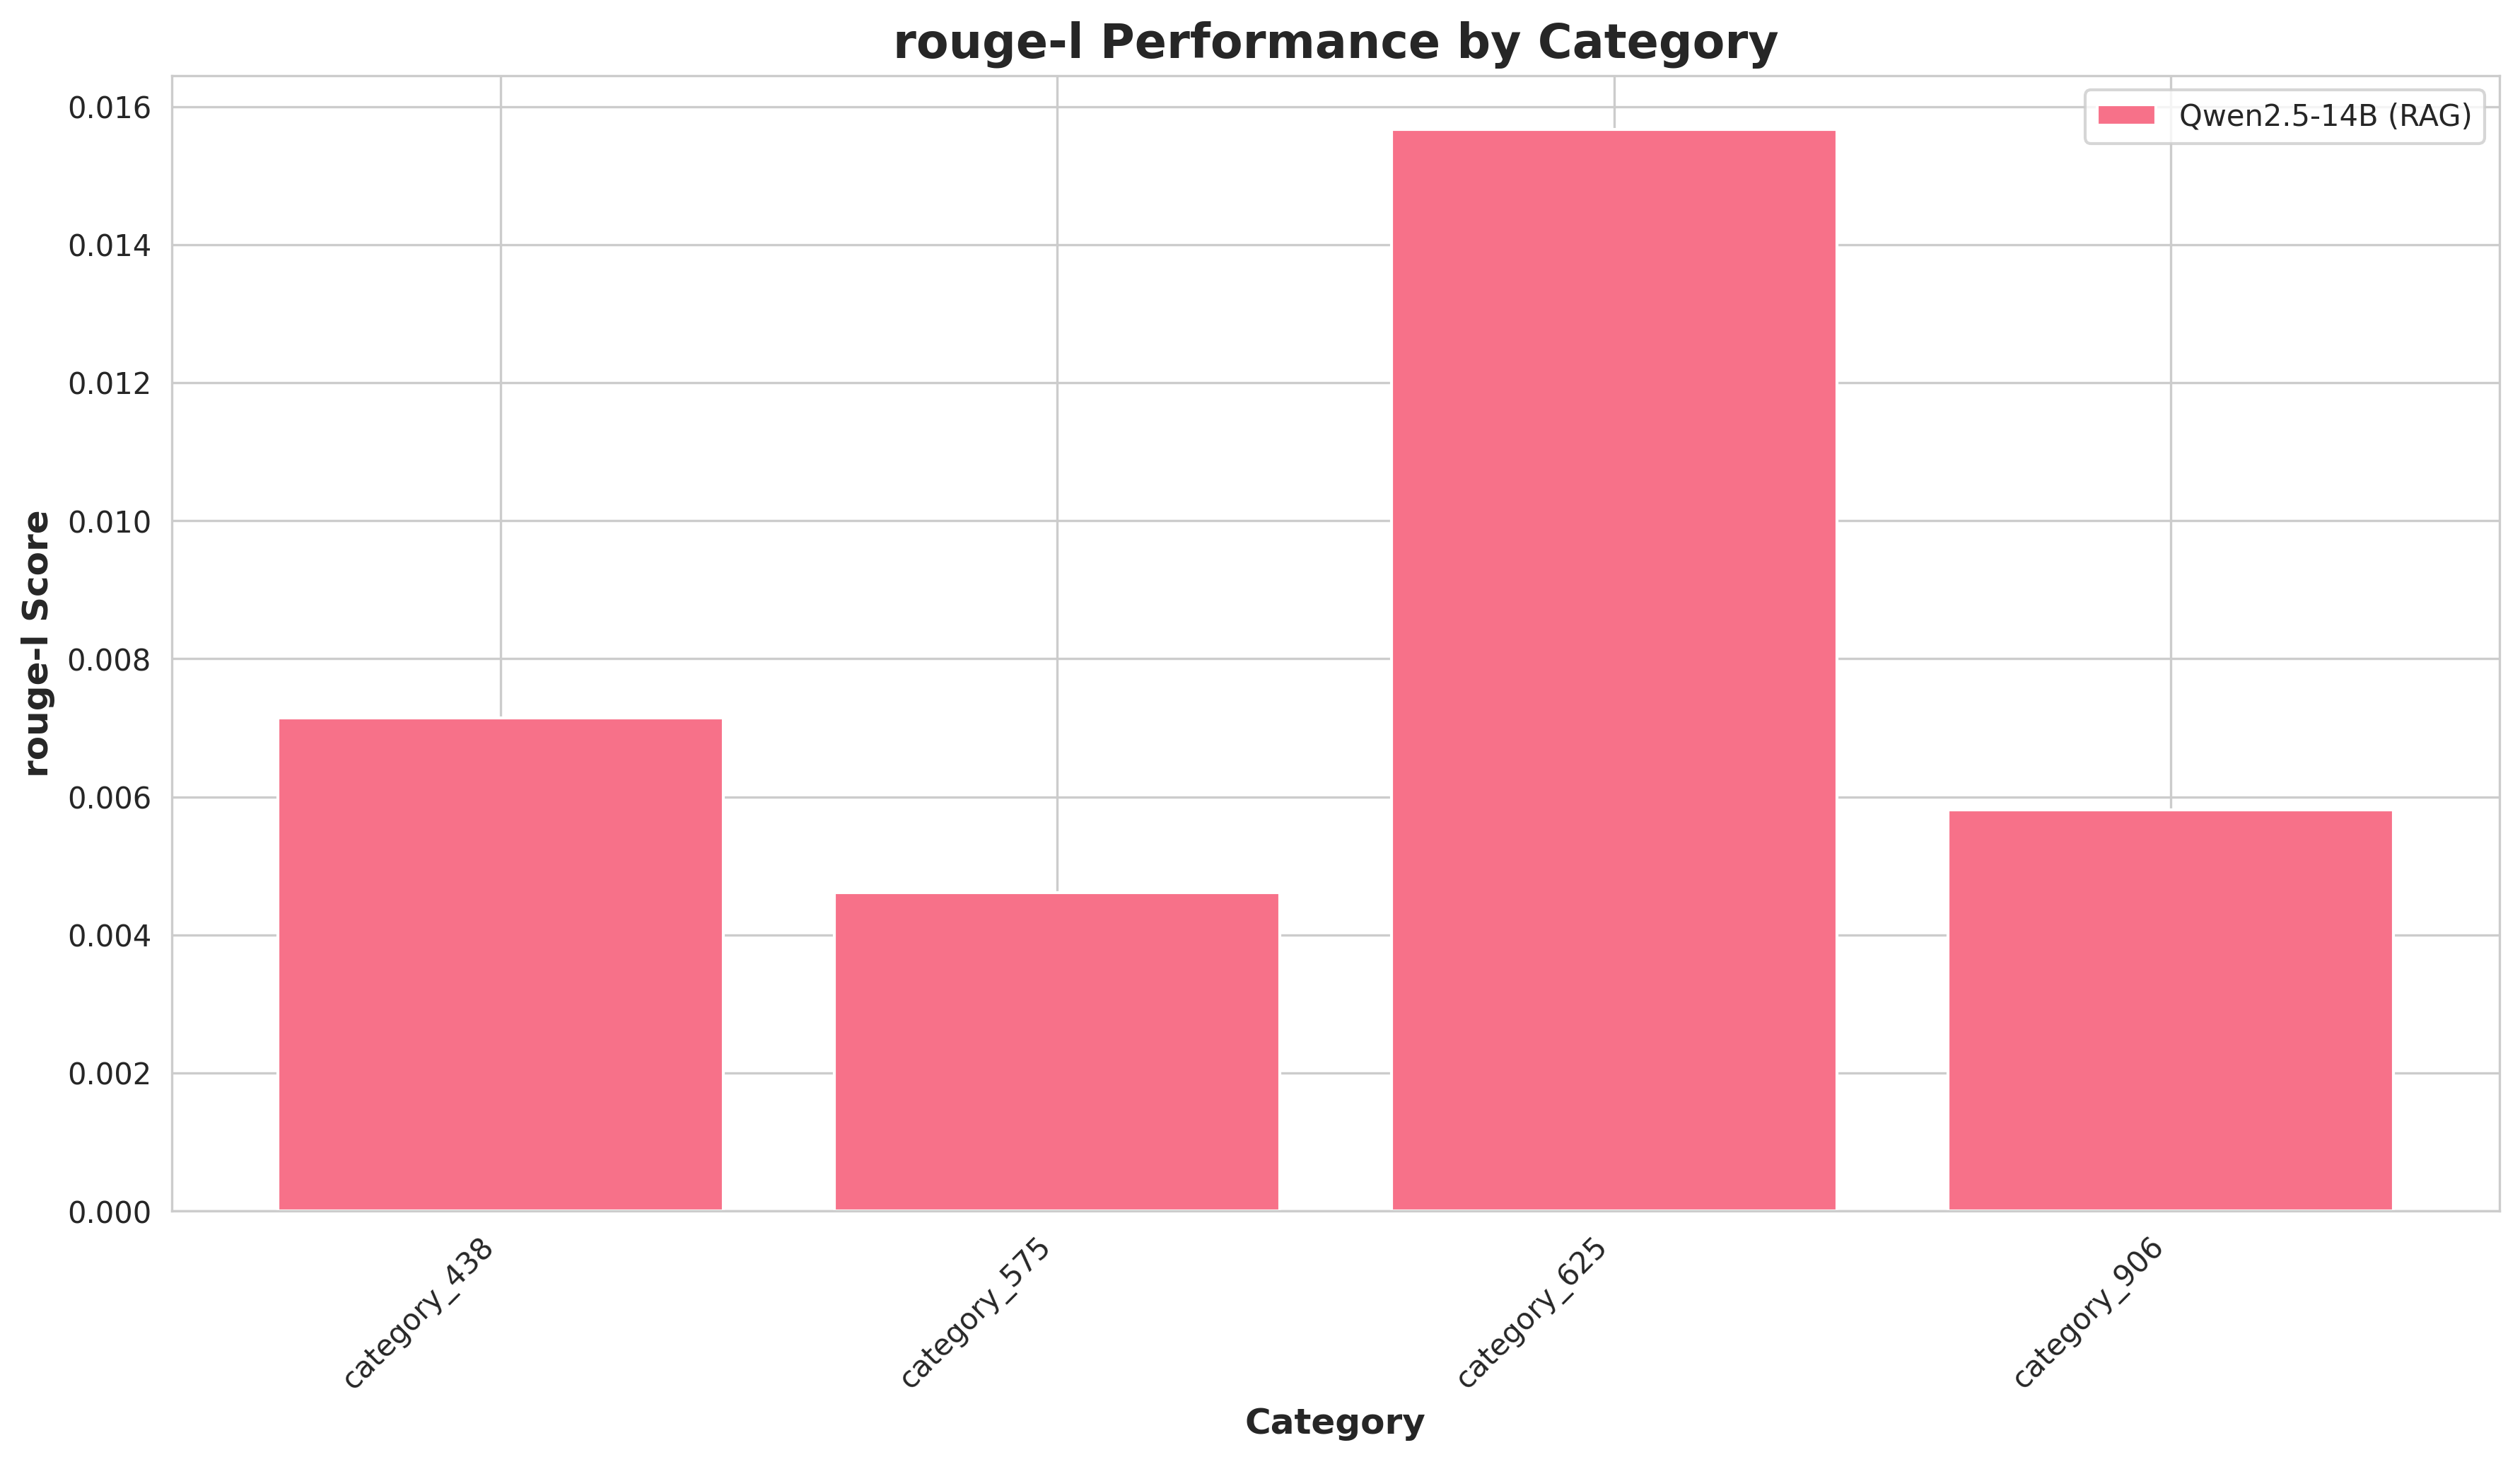 rouge-l Performance by Category
Qwen2.5-14B (RAG)
rouge-l Score
0.016
0.014
0.012
0.010
0.008
0.006
0.004
0.002
0.000
category_438
category_575
category_625
category_906
Category